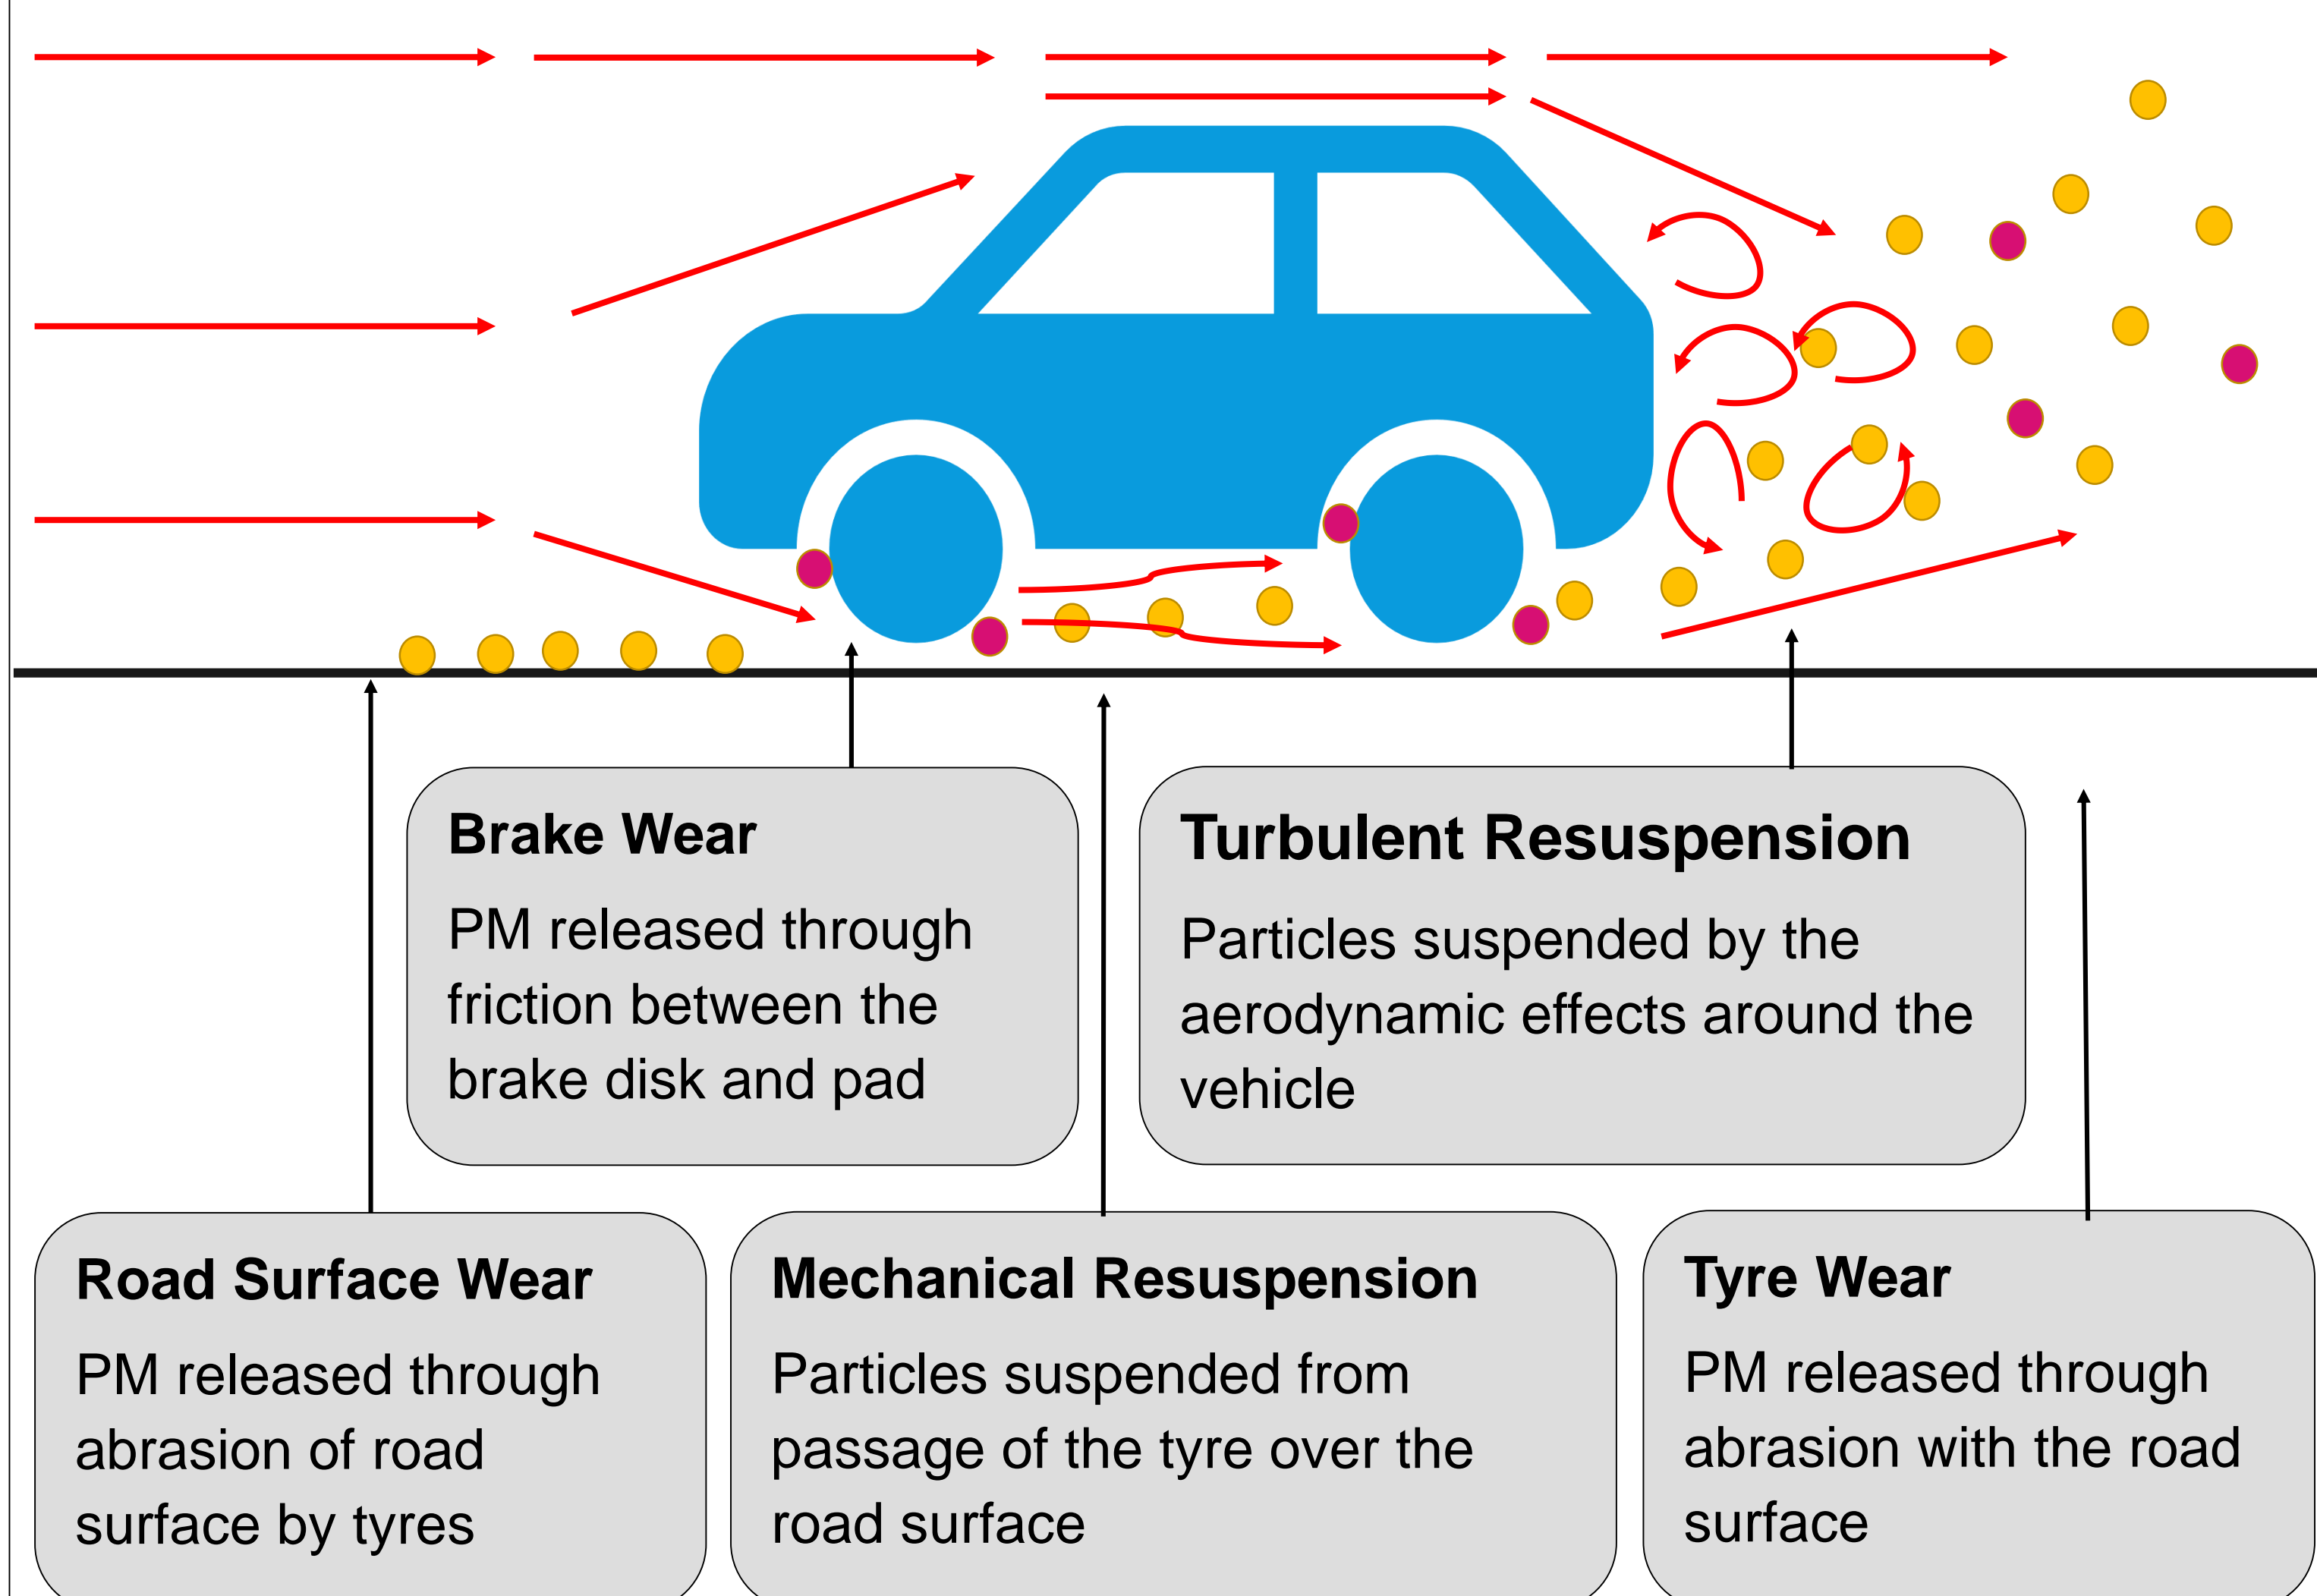 Brake Wear
PM released through
friction between the
brake disk and pad
Turbulent Resuspension
Particles suspended by the
aerodynamic effects around the
vehicle
Road Surface Wear
PM released through
abrasion of road
surface by tyres
Mechanical Resuspension
Particles suspended from
passage of the tyre over the
road surface
Tyre Wear
PM released through
abrasion with the road
surface